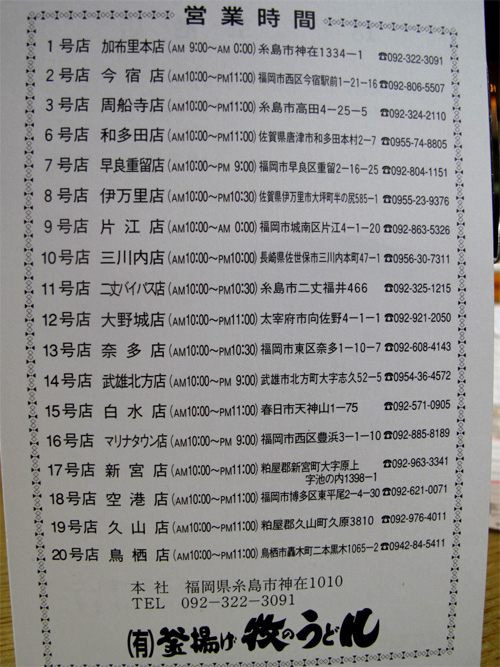 営業時間
1号店 加布里本店(AM 9:00~AM 0:00)糸島市神在1334-1 ☎092-322-3091
2号店 今宿店(AM10:00~PM11:00)福岡市西区今宿駅前1-21-16 ☎092-806-5507
3号店 周船寺店(AM10:00~PM11:00)糸島市高田4-25-5 ☎092-324-2110
6号店 和多田店(AM10:00~PM11:00)佐賀県唐津市和多田本村2-7 ☎0955-74-8805
7号店 早良重留店(AM10:00~PM 9:00)福岡市早良区重留2-16-25 ☎092-804-1151
8号店 伊万里店(AM10:00~PM10:30)佐賀県伊万里市大坪町半の尻585-1 ☎0955-23-9376
9号店 片江店(AM10:00~AM 0:00)福岡市城南区片江4-1-20 ☎092-863-5326
10号店 三川内店(AM10:00~PM10:00)長崎県佐世保市三川内本町47-1 ☎0956-30-7311
11号店 二丈バイパス店(AM10:00~PM10:30)糸島市二丈福井466 ☎092-325-1215
12号店 大野城店(AM10:00~PM11:00)太宰府市向佐野4-1-1 ☎092-921-2050
13号店 奈多店(AM10:00~PM10:30)福岡市東区奈多1-10-7 ☎092-608-4143
14号店 武雄北方店(AM10:00~PM 9:00)武雄市北方町大字志久52-5 ☎0954-36-4572
15号店 白水店(AM10:00~PM11:00)春日市天神山1-75 ☎092-571-0905
16号店 マリナタウン店(AM10:00~PM 9:00)福岡市西区豊浜3-1-10 ☎092-885-8189
17号店 新宮店(AM10:00~PM11:00)粕屋郡新宮町大字原上 ☎092-963-3341
字池の内1398-1
18号店 空港店(AM10:00~PM11:00)福岡市博多区東平尾2-4-30 ☎092-621-0071
19号店 久山店(AM10:00~PM11:00)粕屋郡久山町久原3810 ☎092-976-4011
20号店 鳥栖店(AM10:00~PM11:00)鳥栖市轟木町二本黒木1065-2 ☎0942-84-5411
本社 福岡県糸島市神在1010
TEL 092-322-3091
(有)釜揚げ牧のうどん